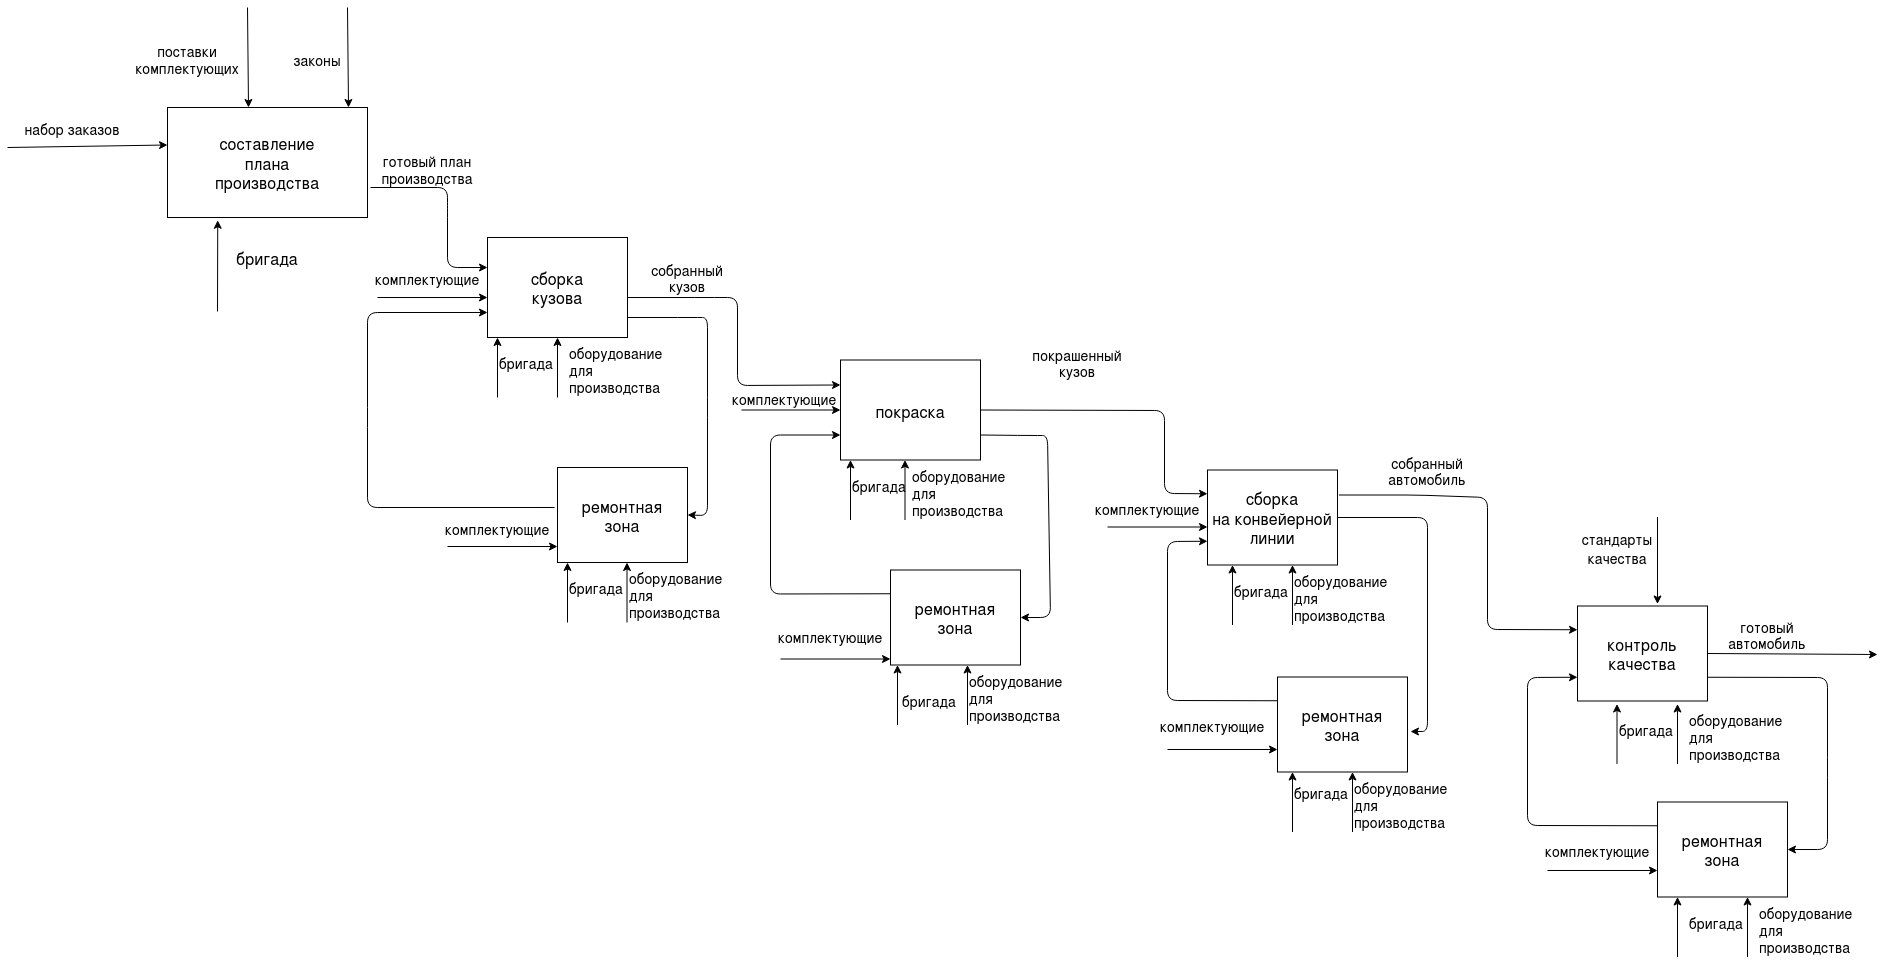 поставки
комплектующих
законы
набор заказов
составление
плана
производства
готовый план
производства
бригада
комплектующие
сборка
кузова
собранный
кузов
бригада
оборудование
для
производства
ремонтная
зона
комплектующие
бригада
оборудование
для
производства
комплектующие
покраска
покрашенный
кузов
бригада
оборудование
для
производства
ремонтная
зона
комплектующие
бригада
оборудование
для
производства
комплектующие
сборка
на конвейерной
линии
собранный
автомобиль
бригада
оборудование
для
производства
ремонтная
зона
комплектующие
бригада
оборудование
для
производства
стандарты
качества
контроль
качества
готовый
автомобиль
бригада
оборудование
для
производства
ремонтная
зона
комплектующие
бригада
оборудование
для
производства